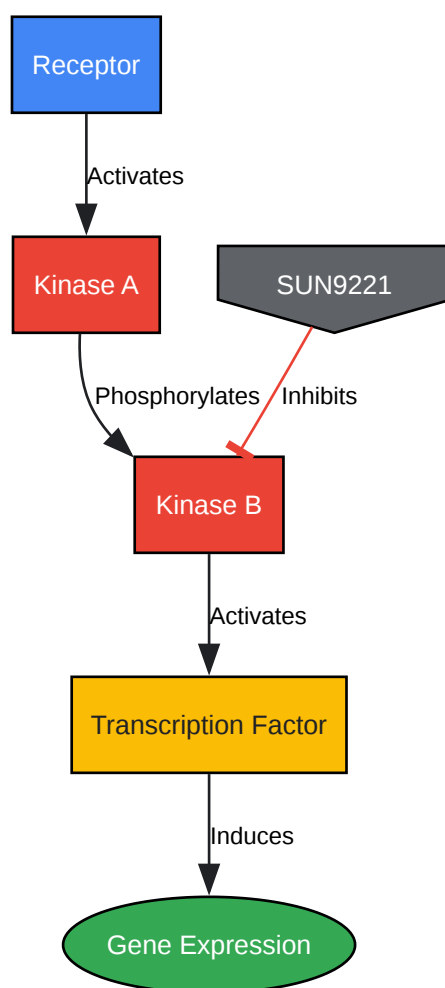 Receptor
Activates
Kinase A
SUN9221
Phosphorylates
Inhibits
Kinase B
Activates
Transcription Factor
Induces
Gene Expression